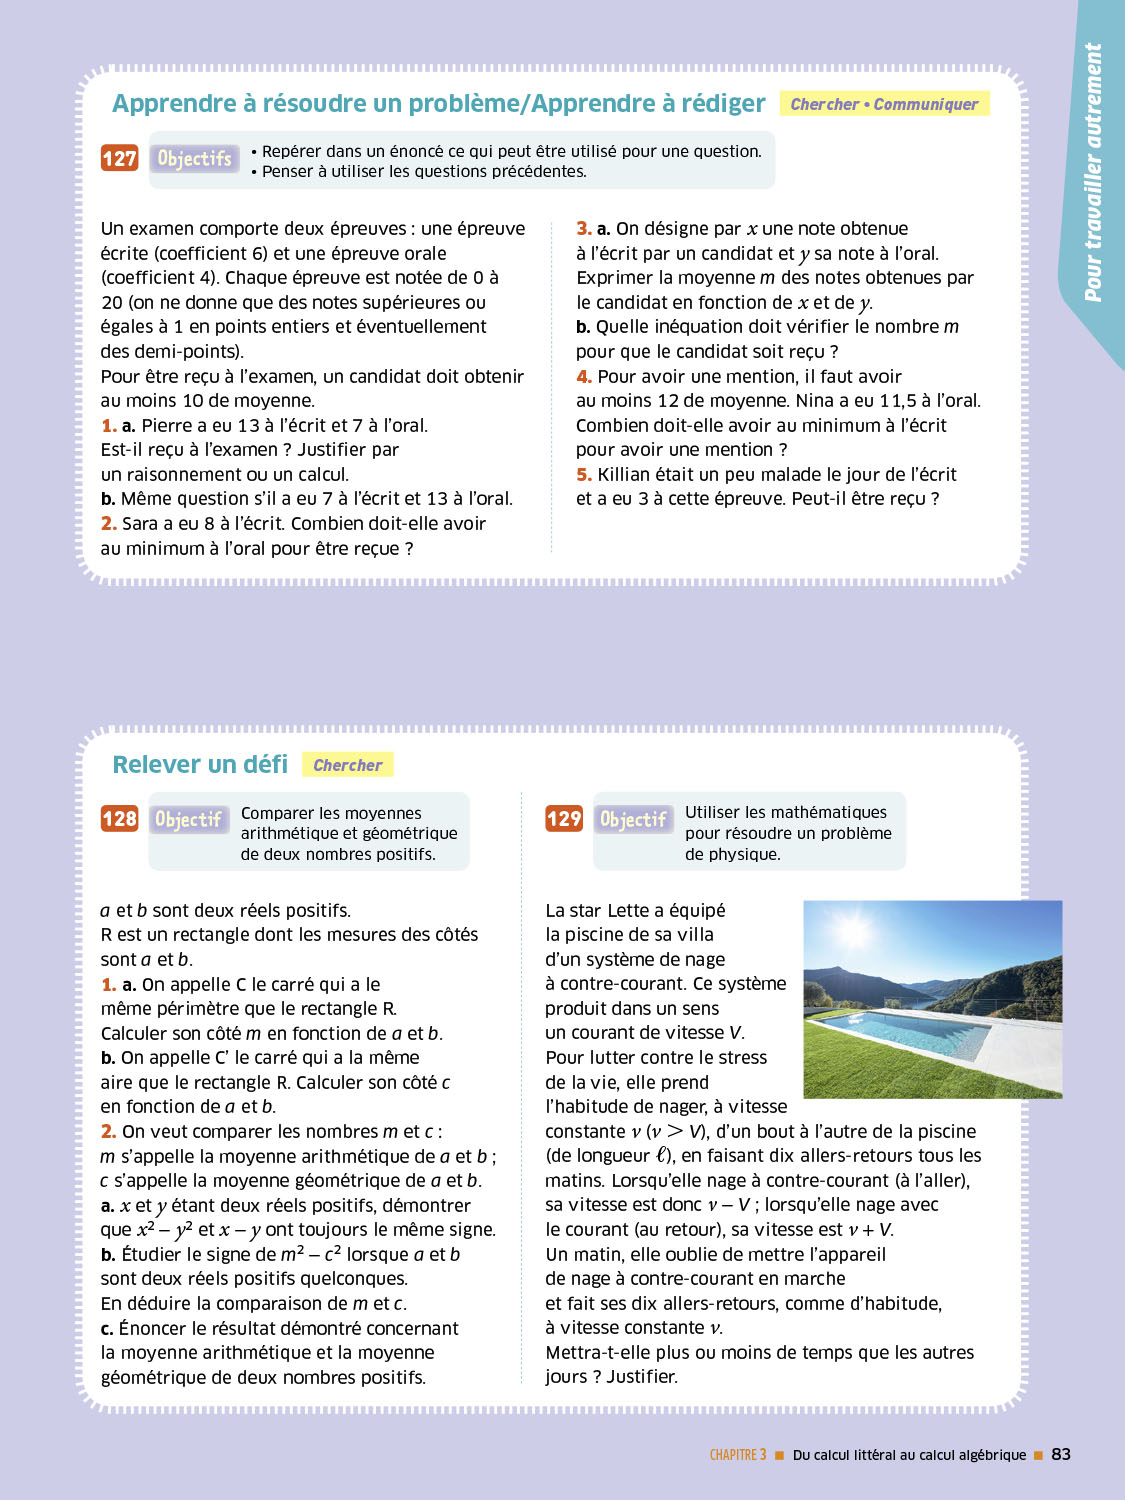 Pour travailler autrement
Apprendre à résoudre un problème/Apprendre à rédiger
Chercher • Communiquer
127
Objectifs
• Repérer dans un énoncé ce qui peut être utilisé pour une question.
• Penser à utiliser les questions précédentes.
Un examen comporte deux épreuves : une épreuve
écrite (coefficient 6) et une épreuve orale
(coefficient 4). Chaque épreuve est notée de 0 à
20 (on ne donne que des notes supérieures ou
égales à 1 en points entiers et éventuellement
des demi-points).
Pour être reçu à l'examen, un candidat doit obtenir
au moins 10 de moyenne.
1. a. Pierre a eu 13 à l'écrit et 7 à l'oral.
Est-il reçu à l'examen ? Justifier par
un raisonnement ou un calcul.
b. Même question s'il a eu 7 à l'écrit et 13 à l'oral.
2. Sara a eu 8 à l'écrit. Combien doit-elle avoir
au minimum à l'oral pour être reçue ?
3. a. On désigne par x une note obtenue
à l'écrit par un candidat et y sa note à l'oral.
Exprimer la moyenne m des notes obtenues par
le candidat en fonction de x et de y.
b. Quelle inéquation doit vérifier le nombre m
pour que le candidat soit reçu ?
4. Pour avoir une mention, il faut avoir
au moins 12 de moyenne. Nina a eu 11,5 à l'oral.
Combien doit-elle avoir au minimum à l'écrit
pour avoir une mention ?
5. Killian était un peu malade le jour de l'écrit
et a eu 3 à cette épreuve. Peut-il être reçu ?
Relever un défi
Chercher
128
Objectif
Comparer les moyennes
arithmétique et géométrique
de deux nombres positifs.
a et b sont deux réels positifs.
R est un rectangle dont les mesures des côtés
sont a et b.
1. a. On appelle C le carré qui a le
même périmètre que le rectangle R.
Calculer son côté m en fonction de a et b.
b. On appelle C' le carré qui a la même
aire que le rectangle R. Calculer son côté c
en fonction de a et b.
2. On veut comparer les nombres m et c :
m s'appelle la moyenne arithmétique de a et b ;
c s'appelle la moyenne géométrique de a et b.
a. x et y étant deux réels positifs, démontrer
que x² – y² et x – y ont toujours le même signe.
b. Étudier le signe de m² – c² lorsque a et b
sont deux réels positifs quelconques.
En déduire la comparaison de m et c.
c. Énoncer le résultat démontré concernant
la moyenne arithmétique et la moyenne
géométrique de deux nombres positifs.
129
Objectif
Utiliser les mathématiques
pour résoudre un problème
de physique.
La star Lette a équipé
la piscine de sa villa
d'un système de nage
à contre-courant. Ce système
produit dans un sens
un courant de vitesse V.
Pour lutter contre le stress
de la vie, elle prend
l'habitude de nager, à vitesse
constante v (v > V), d'un bout à l'autre de la piscine
(de longueur ℓ), en faisant dix allers-retours tous les
matins. Lorsqu'elle nage à contre-courant (à l'aller),
sa vitesse est donc v – V ; lorsqu'elle nage avec
le courant (au retour), sa vitesse est v + V.
Un matin, elle oublie de mettre l'appareil
de nage à contre-courant en marche
et fait ses dix allers-retours, comme d'habitude,
à vitesse constante v.
Mettra-t-elle plus ou moins de temps que les autres
jours ? Justifier.
CHAPITRE 3 ■ Du calcul littéral au calcul algébrique ■ 83